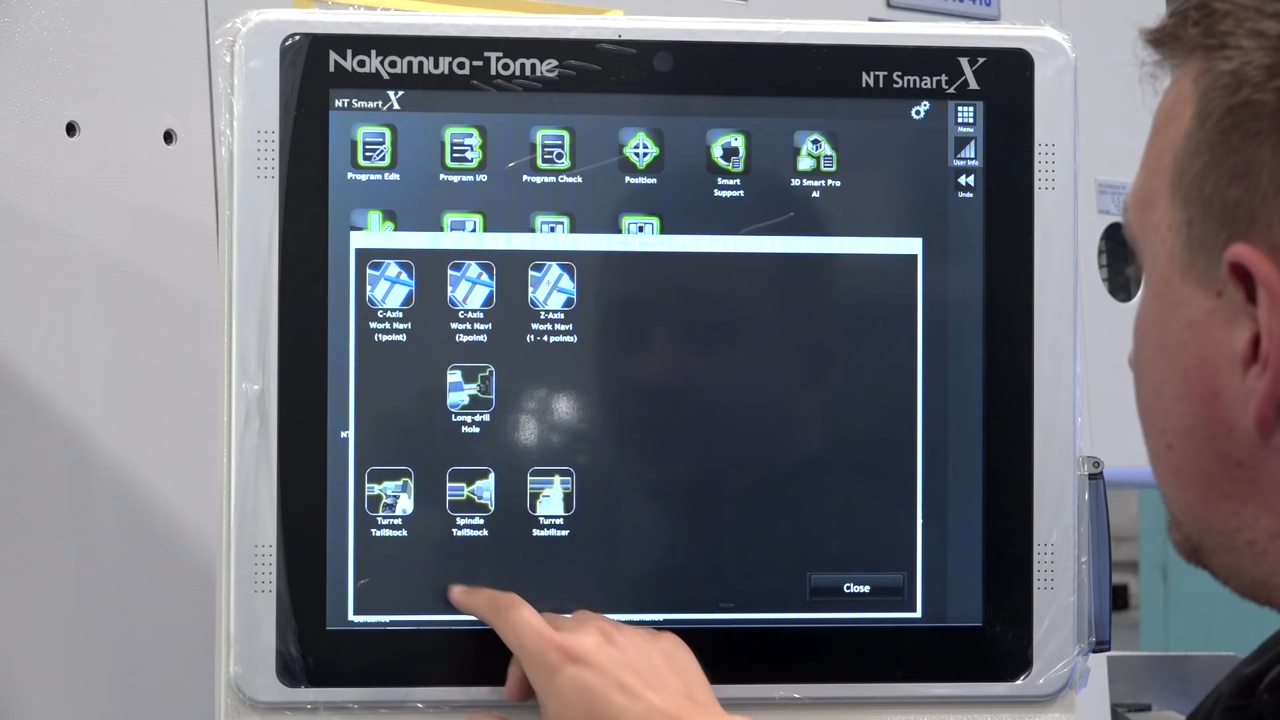 Nakamura-Tome
NT Smart X
NT Smart X
Menu
User Info
Undo
Program Edit
Program I/O
Program Check
Position
Smart
Support
3D Smart Pro
AI
C-Axis
Work Navi
(1point)
C-Axis
Work Navi
(2point)
Z-Axis
Work Navi
(1 - 4 points)
Long-drill
Hole
NT
Turret
TailStock
Spindle
TailStock
Turret
Stabilizer
Close